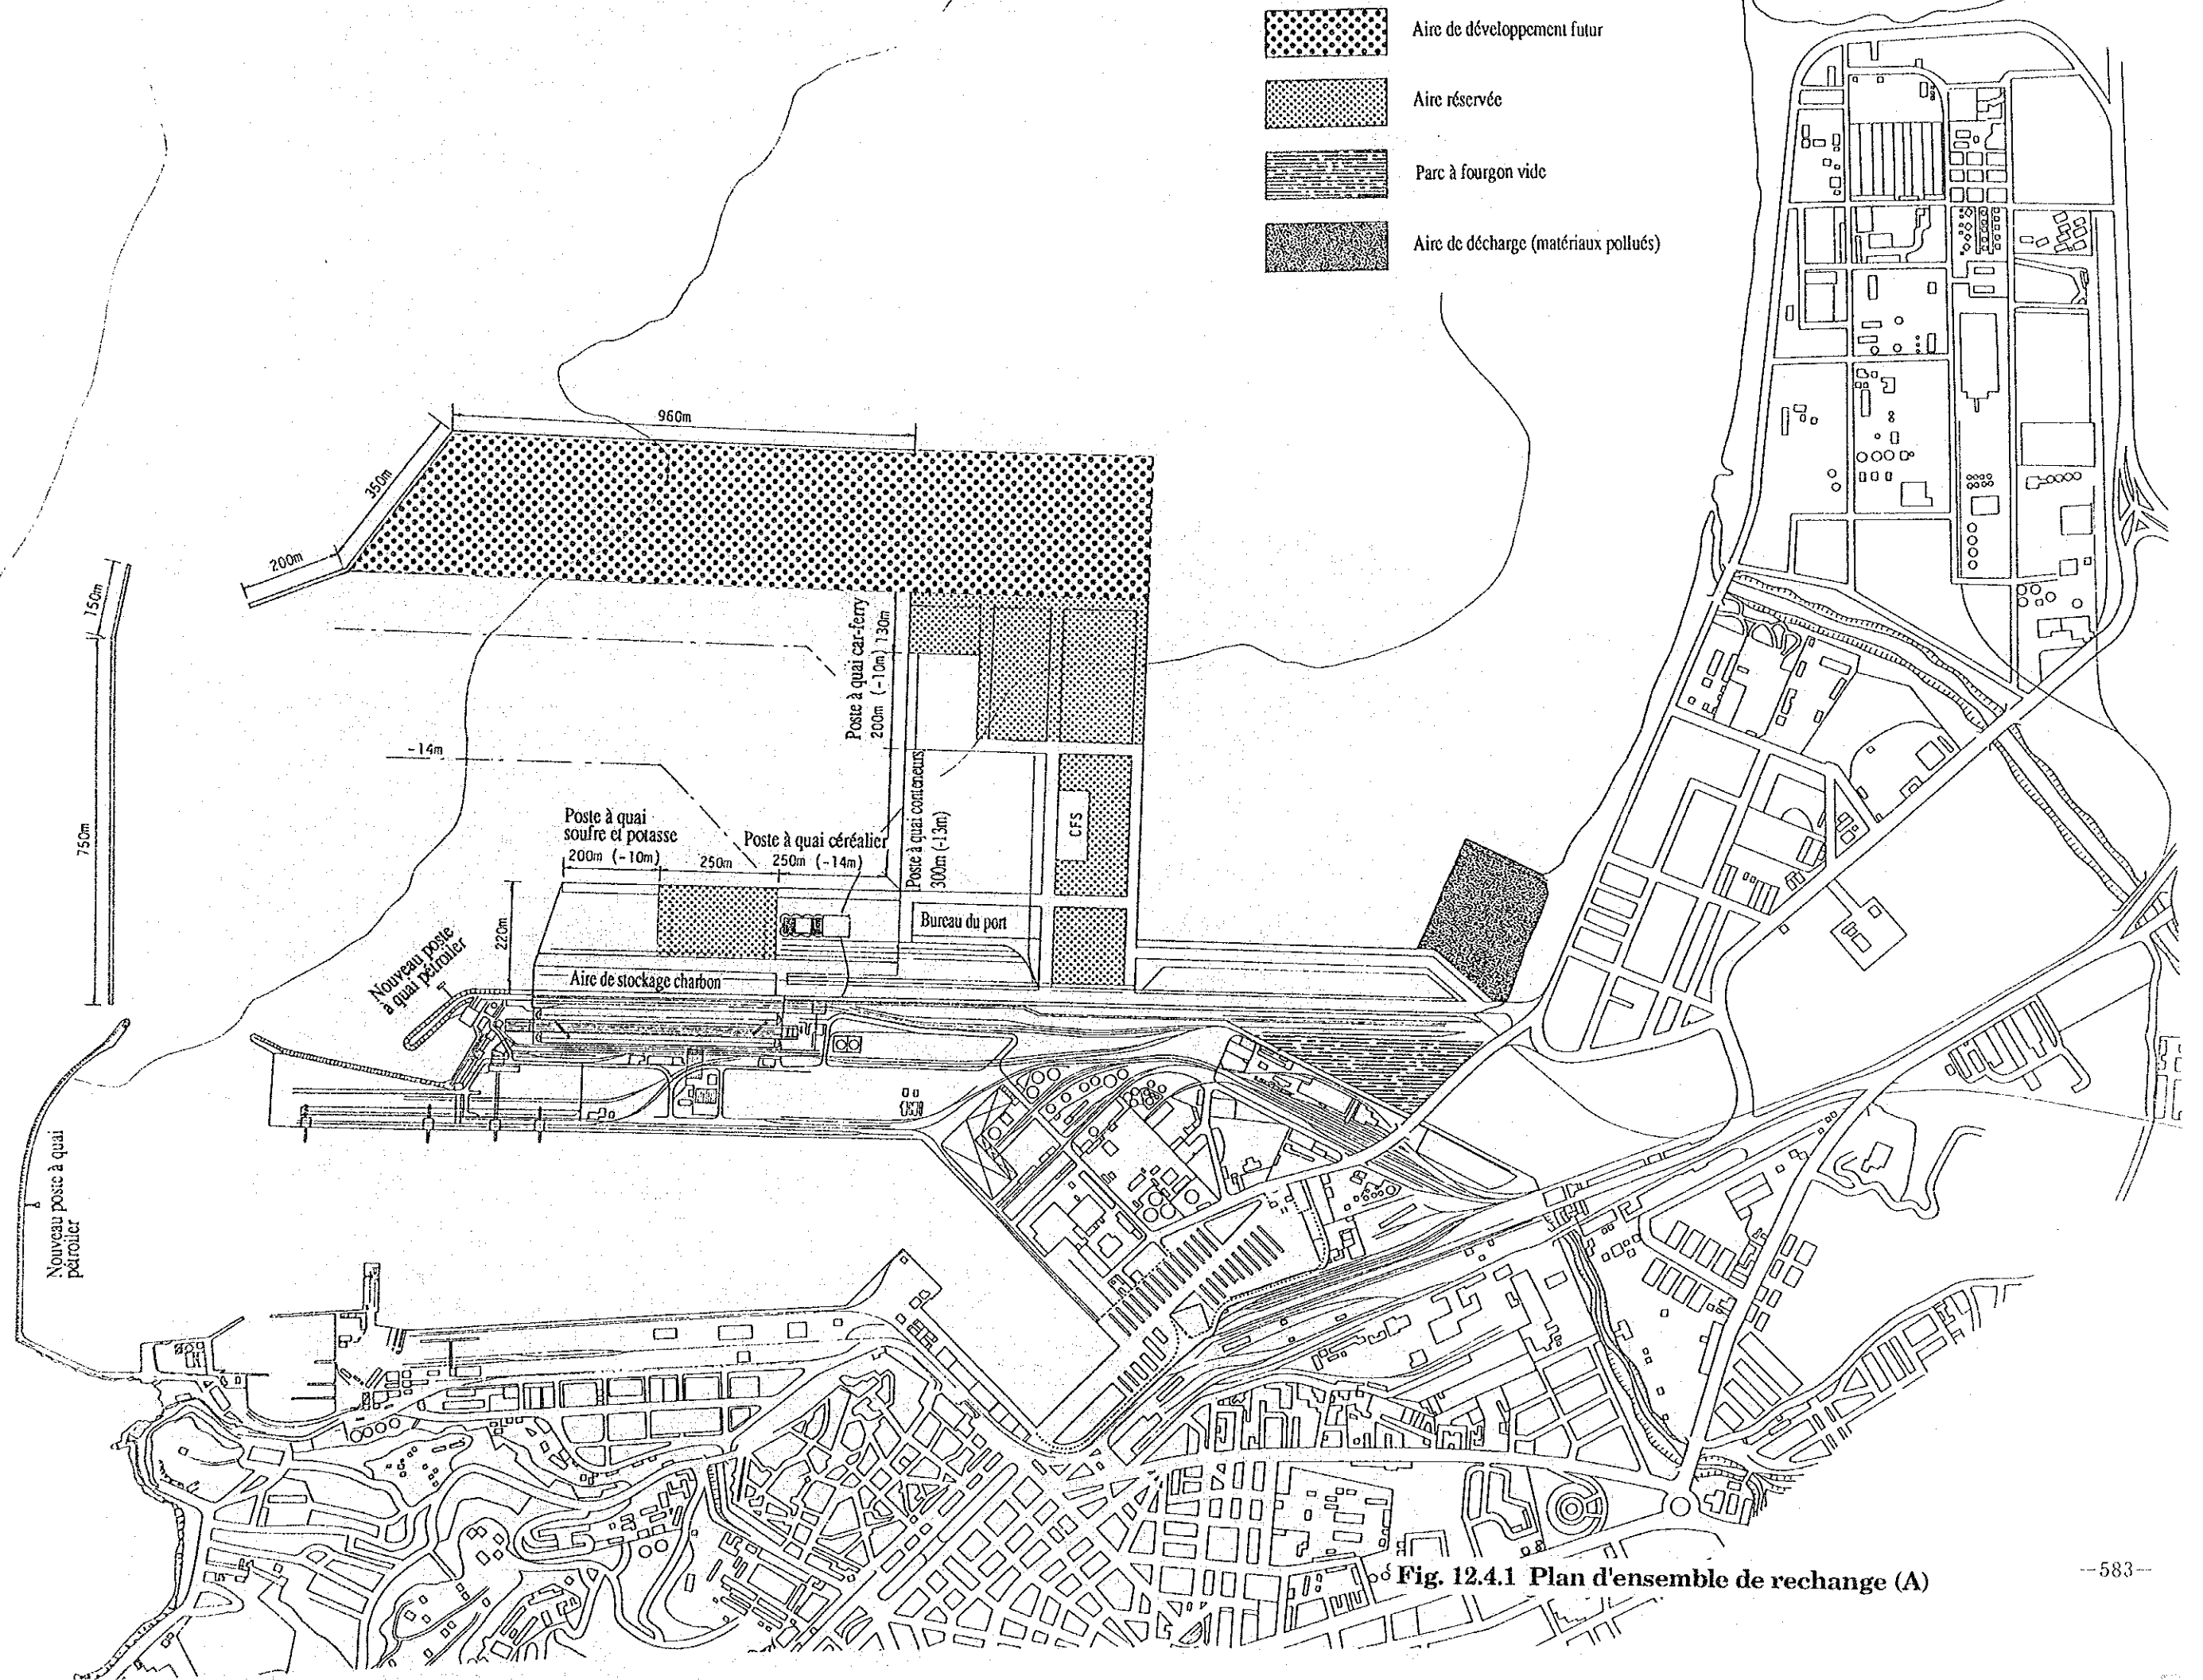 Aire de développement futur
Aire réservée
Parc à fourgon vide
Aire de décharge (matériaux pollués)
960m
350m
200m
150m
750m
Poste à quai car-ferry
200m (-10m) 130m
-14m
Poste à quai conteneurs
300m (-13m)
CFS
Poste à quai
soufre et potasse
200m (-10m)
250m
Poste à quai céréalier
250m (-14m)
220m
Bureau du port
Nouveau poste
à quai pétrolier
Aire de stockage charbon
Nouveau poste à quai
pétrolier
Fig. 12.4.1 Plan d'ensemble de rechange (A)
--583--